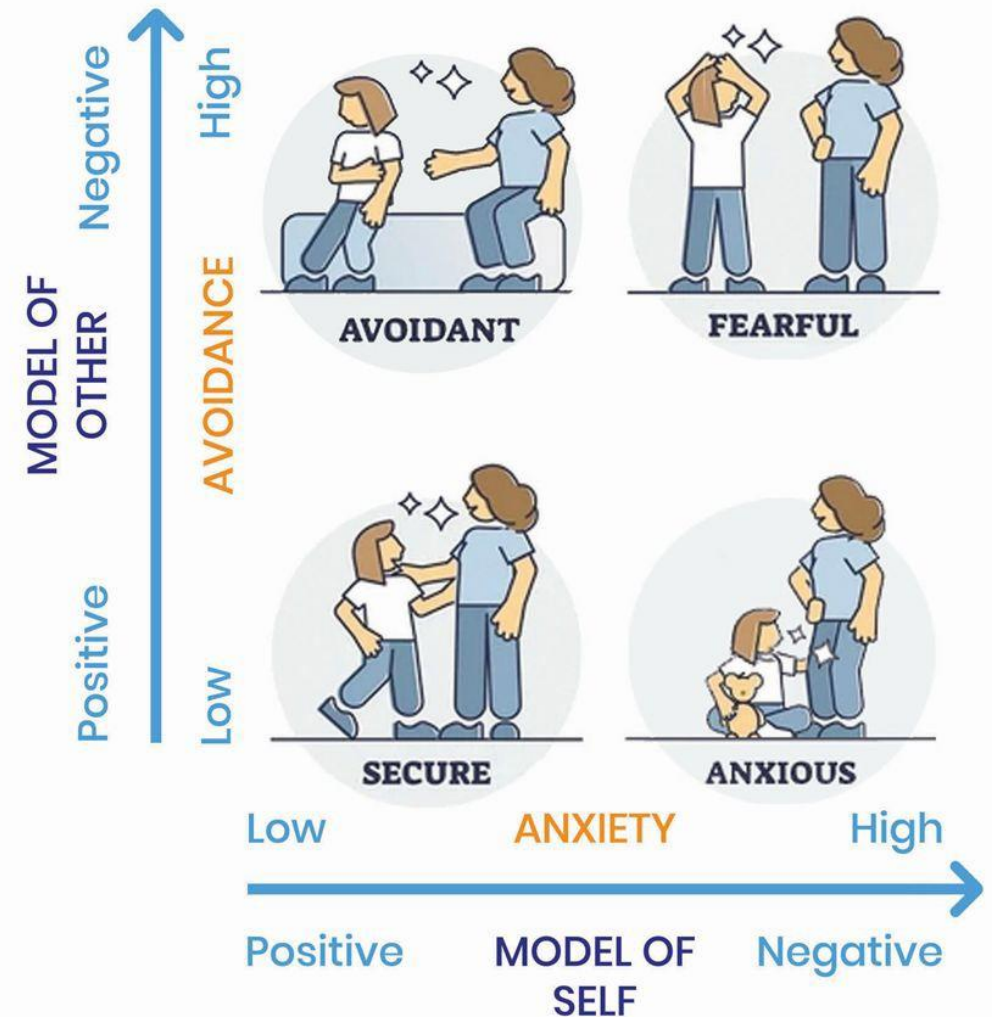 Negative
High
MODEL OF
OTHER
AVOIDANCE
Positive
Low
AVOIDANT
FEARFUL
SECURE
ANXIOUS
Low
ANXIETY
High
Positive
MODEL OF
SELF
Negative